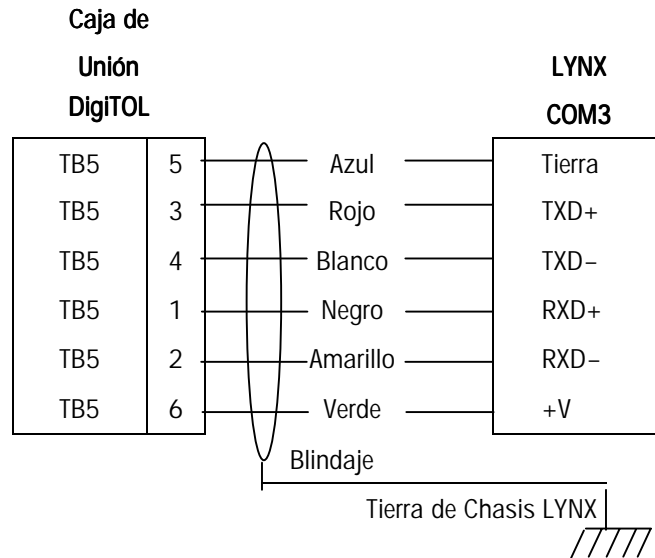 Caja de
Unión
DigiTOL
LYNX
COM3
TB5 5 Azul Tierra
TB5 3 Rojo TXD+
TB5 4 Blanco TXD–
TB5 1 Negro RXD+
TB5 2 Amarillo RXD–
TB5 6 Verde +V
Blindaje
Tierra de Chasis LYNX